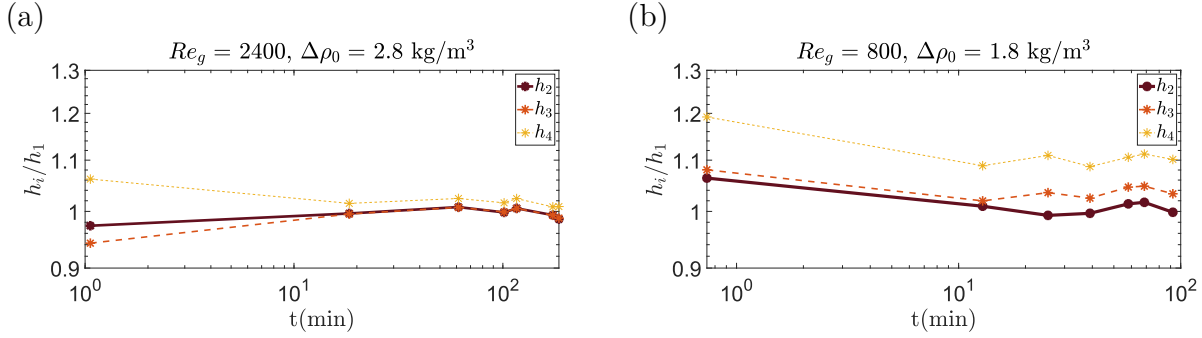 (a)
Re_g = 2400, Δρ_0 = 2.8 kg/m^3
1.3
1.2
1.1
1
0.9
h_i/h_1
10^0
10^1
10^2
t(min)
h_2
h_3
h_4
(b)
Re_g = 800, Δρ_0 = 1.8 kg/m^3
1.3
1.2
1.1
1
0.9
h_i/h_1
10^0
10^1
10^2
t(min)
h_2
h_3
h_4